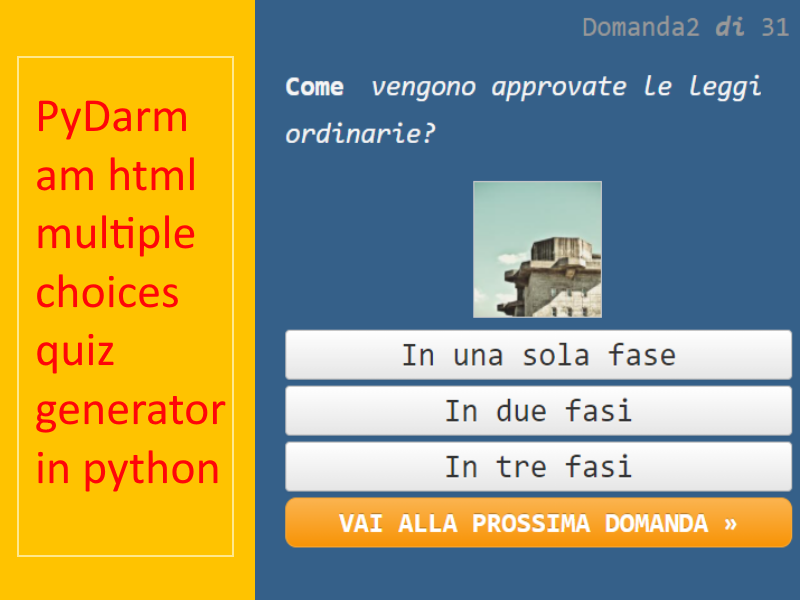 PyDarm
am html
multiple
choices
quiz
generator
in python
Domanda2 di 31
Come vengono approvate le leggi
ordinarie?
In una sola fase
In due fasi
In tre fasi
VAI ALLA PROSSIMA DOMANDA »